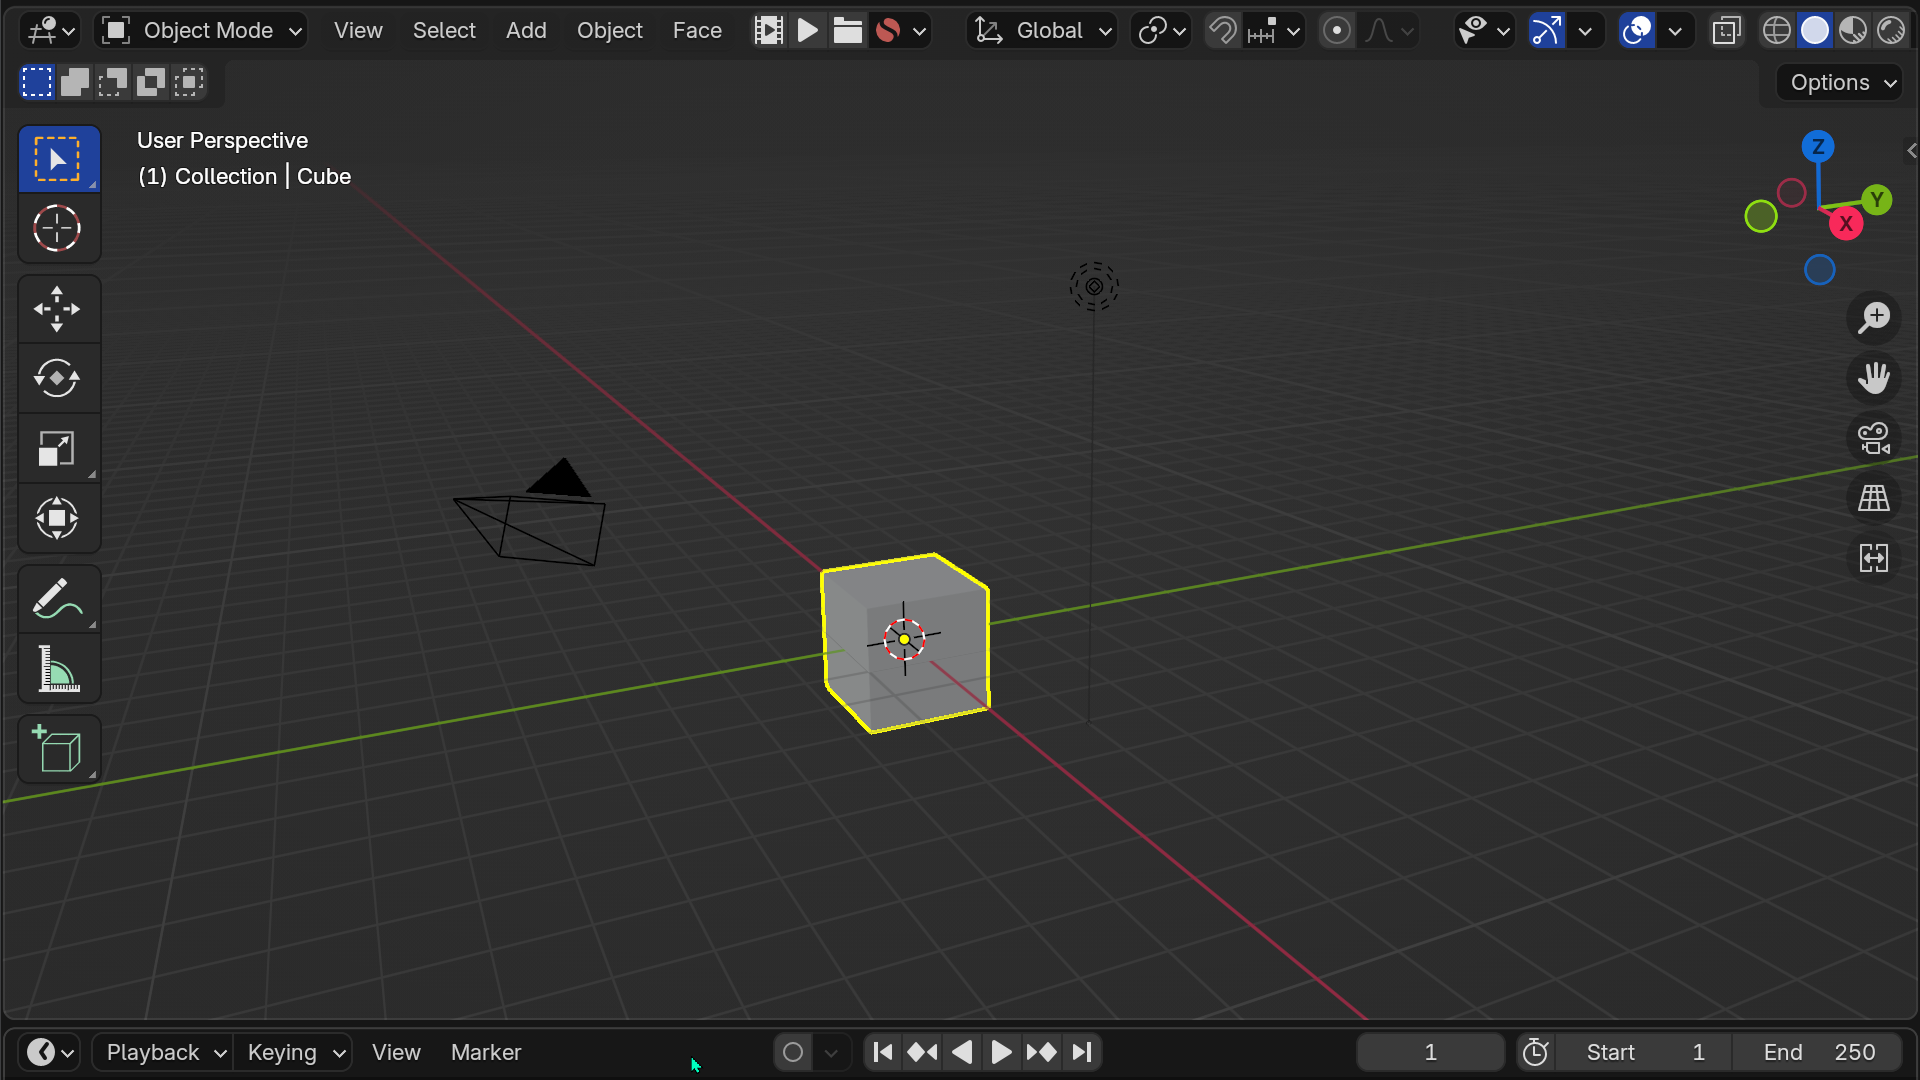 Object Mode View Select Add Object Face Global
Options
User Perspective
(1) Collection | Cube
Z
Y
X
Playback Keying View Marker 1 Start 1 End 250